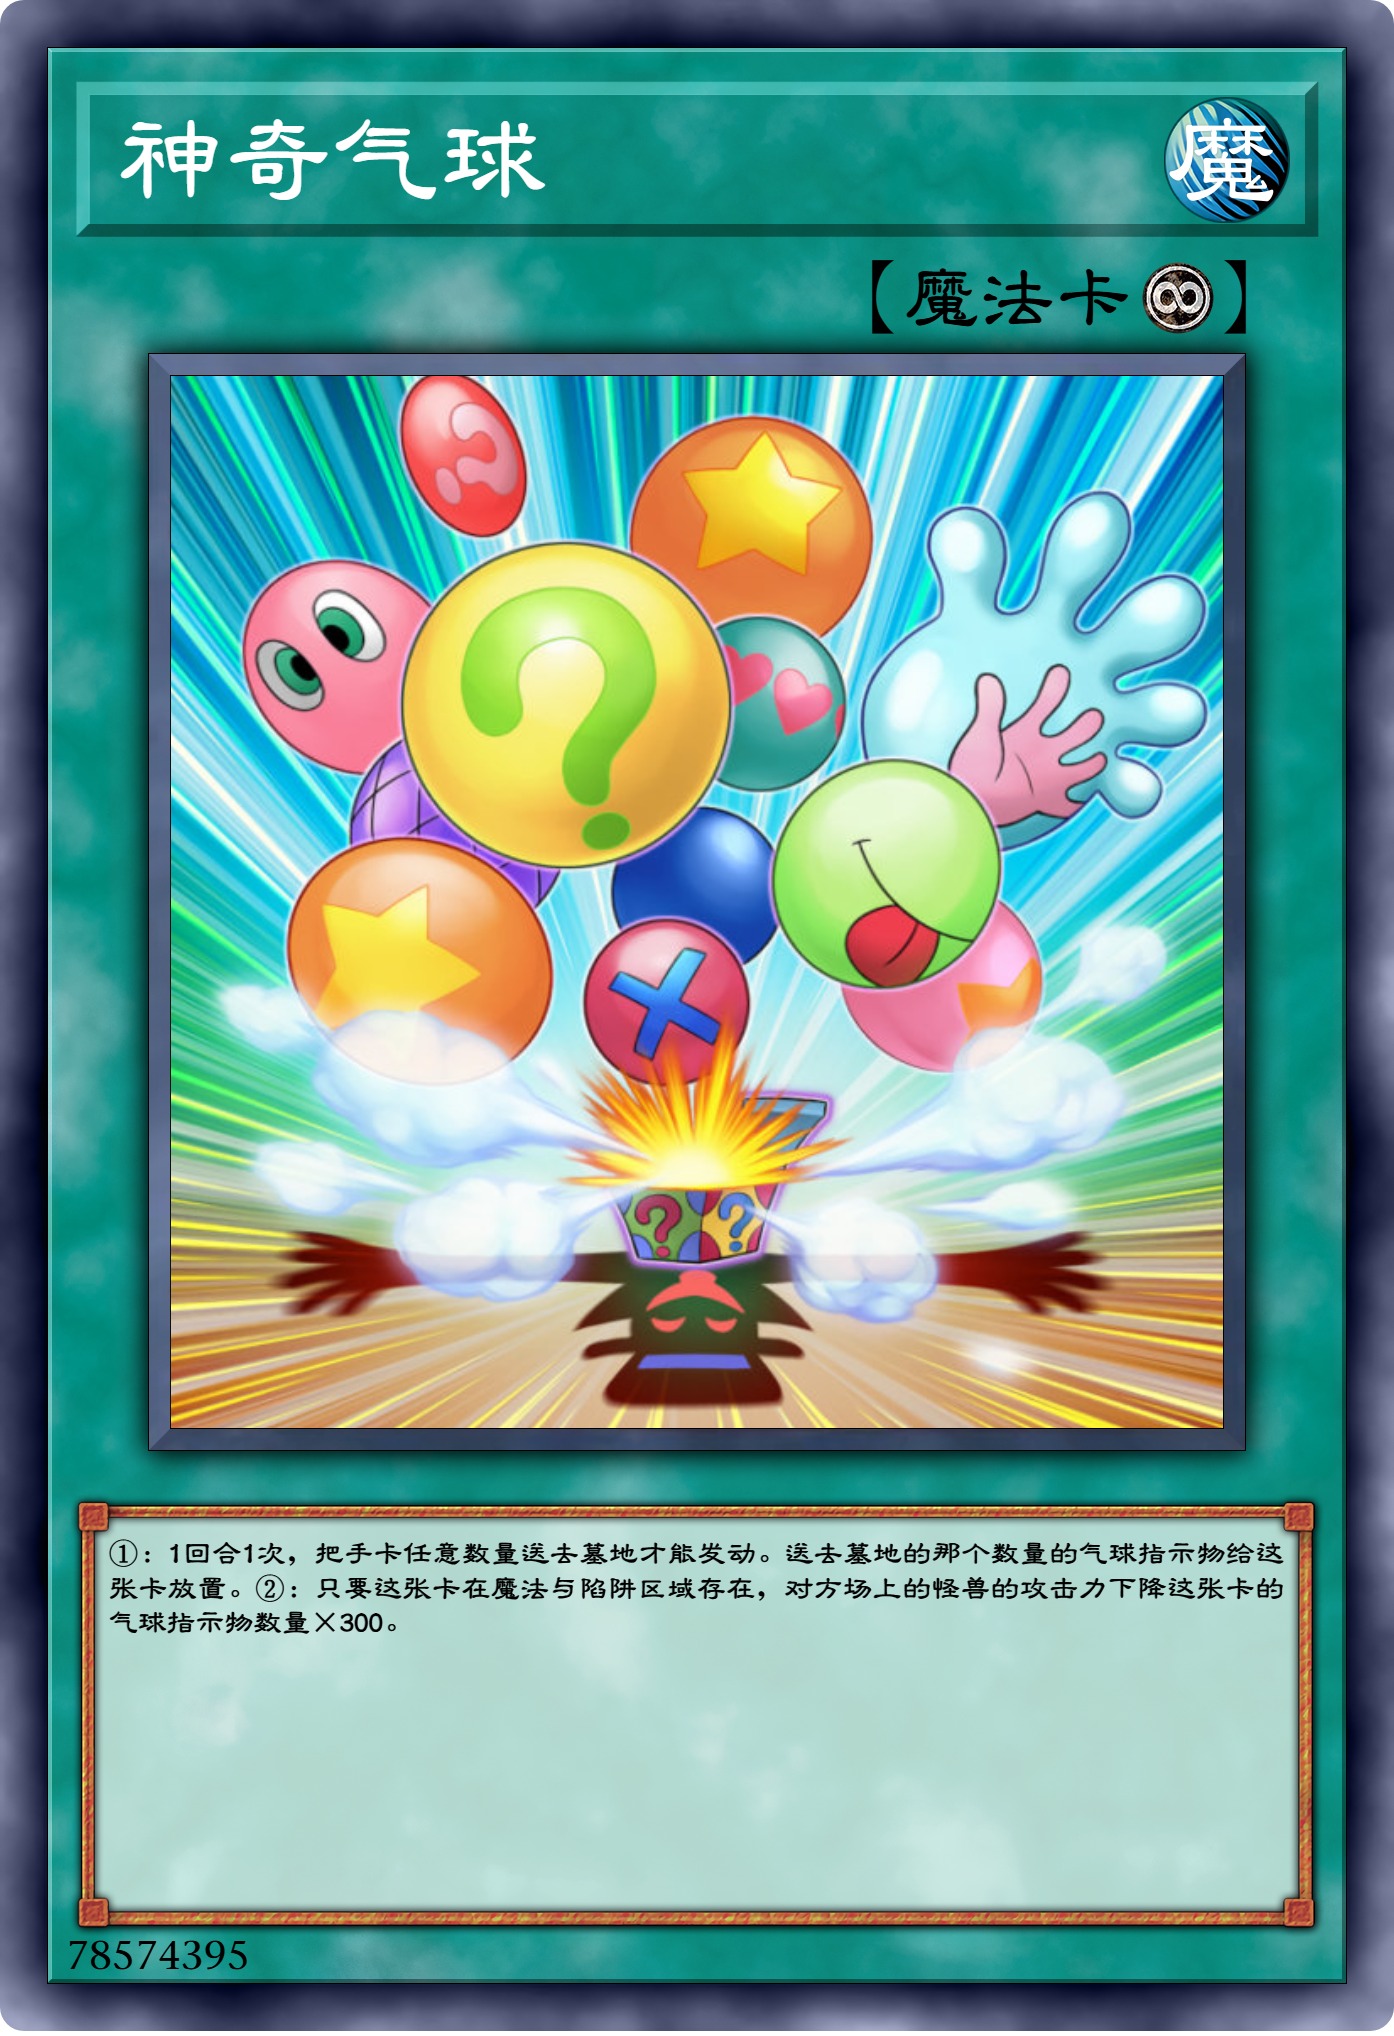 神奇气球
魔
【魔法卡】
①：1回合1次，把手卡任意数量送去墓地才能发动。送去墓地的那个数量的气球指示物给这
张卡放置。②：只要这张卡在魔法与陷阱区域存在，对方场上的怪兽的攻击力下降这张卡的
气球指示物数量×300。
78574395